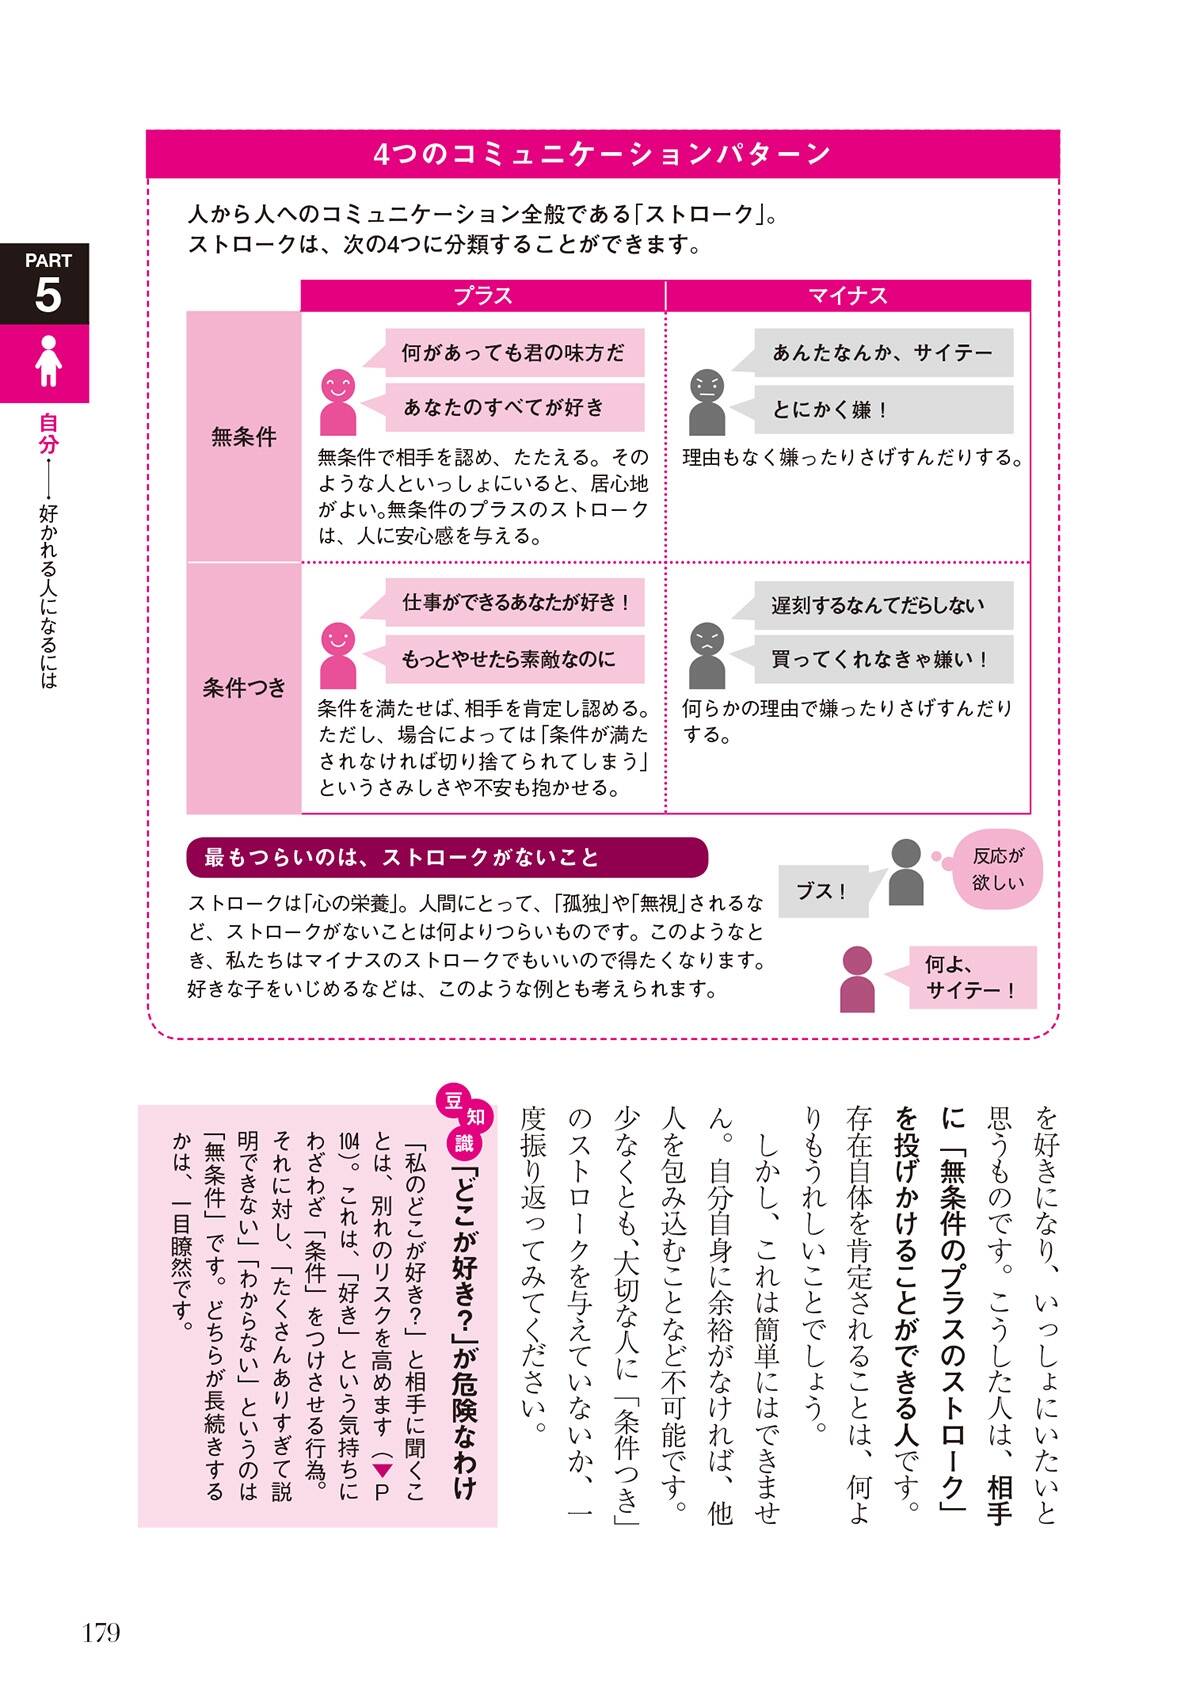 4つのコミュニケーションパターン
人から人へのコミュニケーション全般である「ストローク」。
ストロークは、次の4つに分類することができます。
PART
5
自分――好かれる人になるには
プラス
マイナス
無条件
何があっても君の味方だ
あなたのすべてが好き
無条件で相手を認め、たたえる。その
ような人といっしょにいると、居心地
がよい。無条件のプラスのストローク
は、人に安心感を与える。
あんたなんか、サイテー
とにかく嫌！
理由もなく嫌ったりさげすんだりする。
条件つき
仕事ができるあなたが好き！
もっとやせたら素敵なのに
条件を満たせば、相手を肯定し認める。
ただし、場合によっては「条件が満た
されなければ切り捨てられてしまう」
というさみしさや不安も抱かせる。
遅刻するなんてだらしない
買ってくれなきゃ嫌い！
何らかの理由で嫌ったりさげすんだり
する。
最もつらいのは、ストロークがないこと
ストロークは「心の栄養」。人間にとって、「孤独」や「無視」されるな
ど、ストロークがないことは何よりつらいものです。このようなと
き、私たちはマイナスのストロークでもいいので得たくなります。
好きな子をいじめるなどは、このような例とも考えられます。
ブス！
反応が
欲しい
何よ、
サイテー！
を好きになり、いっしょにいたいと
思うものです。こうした人は、相手
に「無条件のプラスのストローク」
を投げかけることができる人です。
存在自体を肯定されることは、何よ
りもうれしいことでしょう。
しかし、これは簡単にはできませ
ん。自分自身に余裕がなければ、他
人を包み込むことなど不可能です。
少なくとも、大切な人に「条件つき」
のストロークを与えていないか、一
度振り返ってみてください。
豆知識
「どこが好き？」が危険なわけ
「私のどこが好き？」と相手に聞くこ
とは、別れのリスクを高めます（▼P
104）。これは、「好き」という気持ちに
わざわざ「条件」をつけさせる行為。
それに対し、「たくさんありすぎて説
明できない」「わからない」というのは
「無条件」です。どちらが長続きする
かは、一目瞭然です。
179